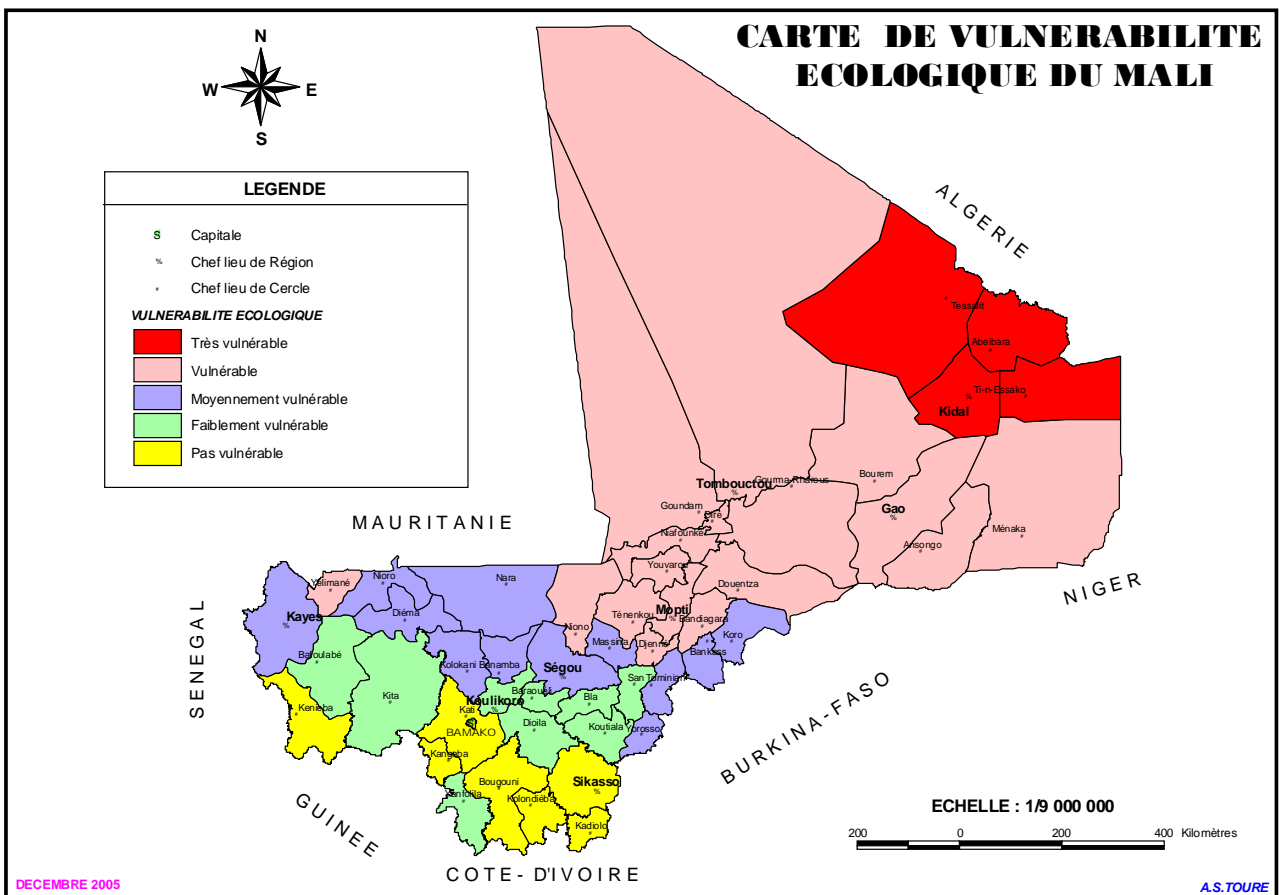 CARTE DE VULNERABILITE
ECOLOGIQUE DU MALI
N
W
E
S
LEGENDE
S Capitale
% Chef lieu de Région
Chef lieu de Cercle
VULNERABILITE ECOLOGIQUE
Très vulnérable
Vulnérable
Moyennement vulnérable
Faiblement vulnérable
Pas vulnérable
ALGERIE
Tessalit
Abeibara
Ti-n-Essako
Kidal
Bourem
Gourma-Rharous
Tombouctou
Goundam
Diré
Gao
Niafounké
Ansongo
Ménaka
MAURITANIE
Youvarou
Douentza
NIGER
Yélimané
Nioro
Nara
Kayes
Diéma
Niono
Ténenkou
Mopti
Bandiagara
Koro
Massina
Djenné
Bankass
SENEGAL
Bafoulabé
Kolokani
Banamba
Ségou
San
Tominian
Kenieba
Kita
Koulikoro
Baraouéli
Bla
Kati
BAMAKO
Dioila
Koutiala
Yorosso
Kangaba
BURKINA-FASO
Yanfolila
Bougouni
Kolondiéba
Sikasso
Kadiolo
GUINEE
COTE- D'IVOIRE
ECHELLE : 1/9 000 000
200 0 200 400 Kilomètres
DECEMBRE 2005
A.S.TOURE